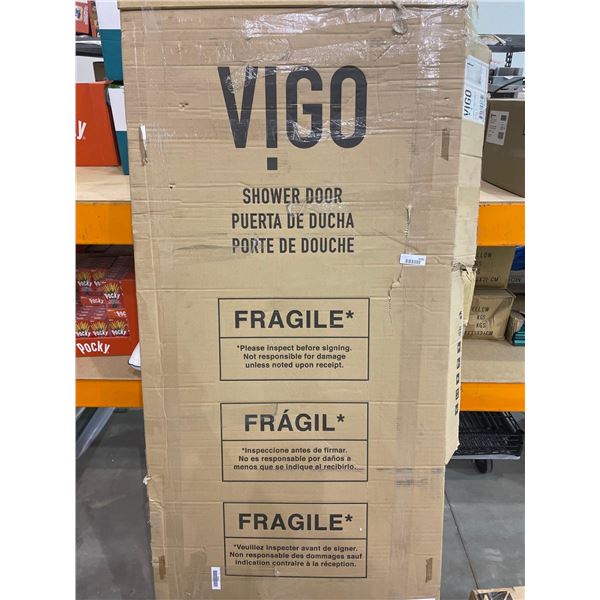 VIGO
SHOWER DOOR
PUERTA DE DUCHA
PORTE DE DOUCHE
FRAGILE*
*Please inspect before signing.
Not responsible for damage
unless noted upon receipt.
FRÁGIL*
*Inspeccione antes de firmar.
No es responsable por daños a
menos que se indique al recibirlo.
FRAGILE*
*Veuillez inspecter avant de signer.
Non responsable des dommages sauf
indication contraire à la réception.
VIGO
Pocky
Pocky
KGS
KGS